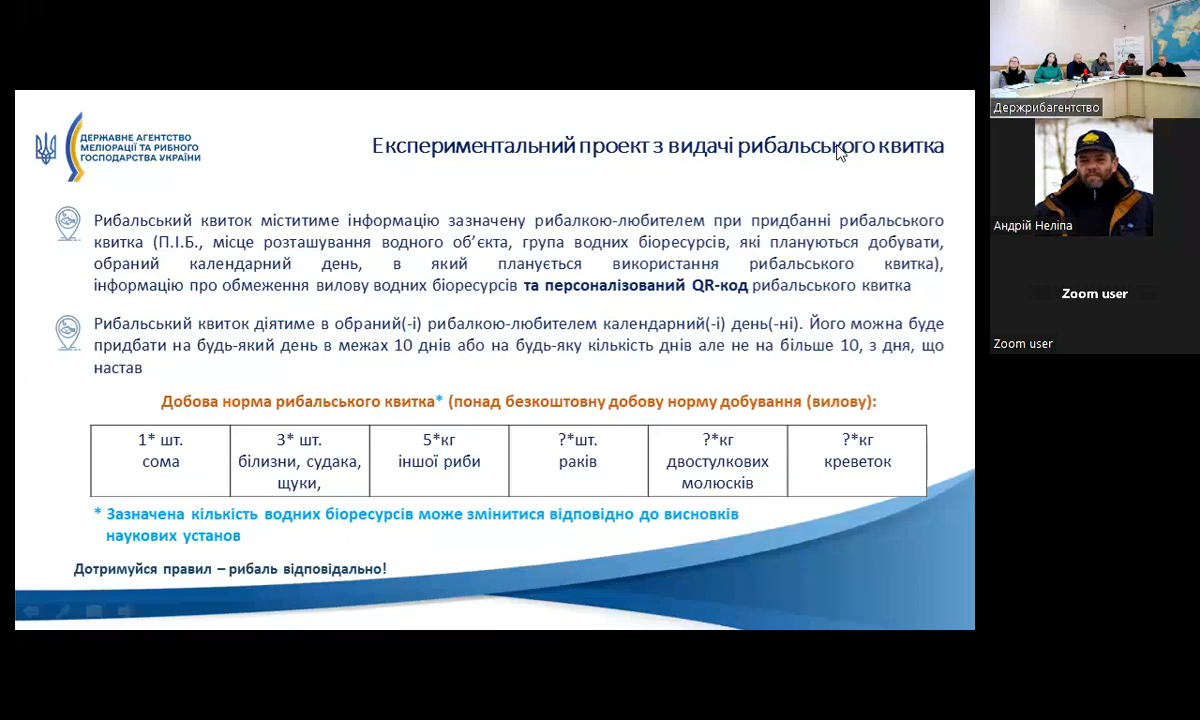 ДЕРЖАВНЕ АГЕНТСТВО
МЕЛІОРАЦІЇ ТА РИБНОГО
ГОСПОДАРСТВА УКРАЇНИ
Експериментальний проект з видачі рибальського квитка
Рибальський квиток міститиме інформацію зазначену рибалкою-любителем при придбанні рибального
квитка (П.І.Б., місце розташування водного об’єкта, група водних біоресурсів, які плануються добувати,
обраний календарний день, в який планується використання рибального квитка),
інформацію про обмеження вилову водних біоресурсів та персоналізований QR-код рибальського квитка
Рибальський квиток діятиме в обраний(-і) рибалкою-любителем календарний(-і) день(-ні). Його можна буде
придбати на будь-який день в межах 10 днів або на будь-яку кількість днів але не на більше 10, з дня, що
настав
Добова норма рибального квитка* (понад безкоштовну добову норму добування (вилову):
1* шт.
сома
3* шт.
білизни, судака,
щуки,
5*кг
іншої риби
?*шт.
раків
?*кг
двостулкових
молюсків
?*кг
креветок
* Зазначена кількість водних біоресурсів може змінитися відповідно до висновків
наукових установ
Дотримуйся правил – рибаль відповідально!
Держрибагентство
Андрій Неліпа
Zoom user
Zoom user